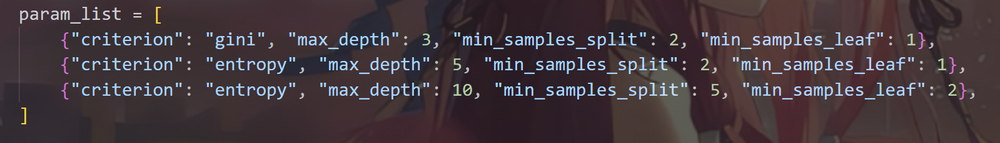 param_list = [
    {"criterion": "gini", "max_depth": 3, "min_samples_split": 2, "min_samples_leaf": 1},
    {"criterion": "entropy", "max_depth": 5, "min_samples_split": 2, "min_samples_leaf": 1},
    {"criterion": "entropy", "max_depth": 10, "min_samples_split": 5, "min_samples_leaf": 2},
]